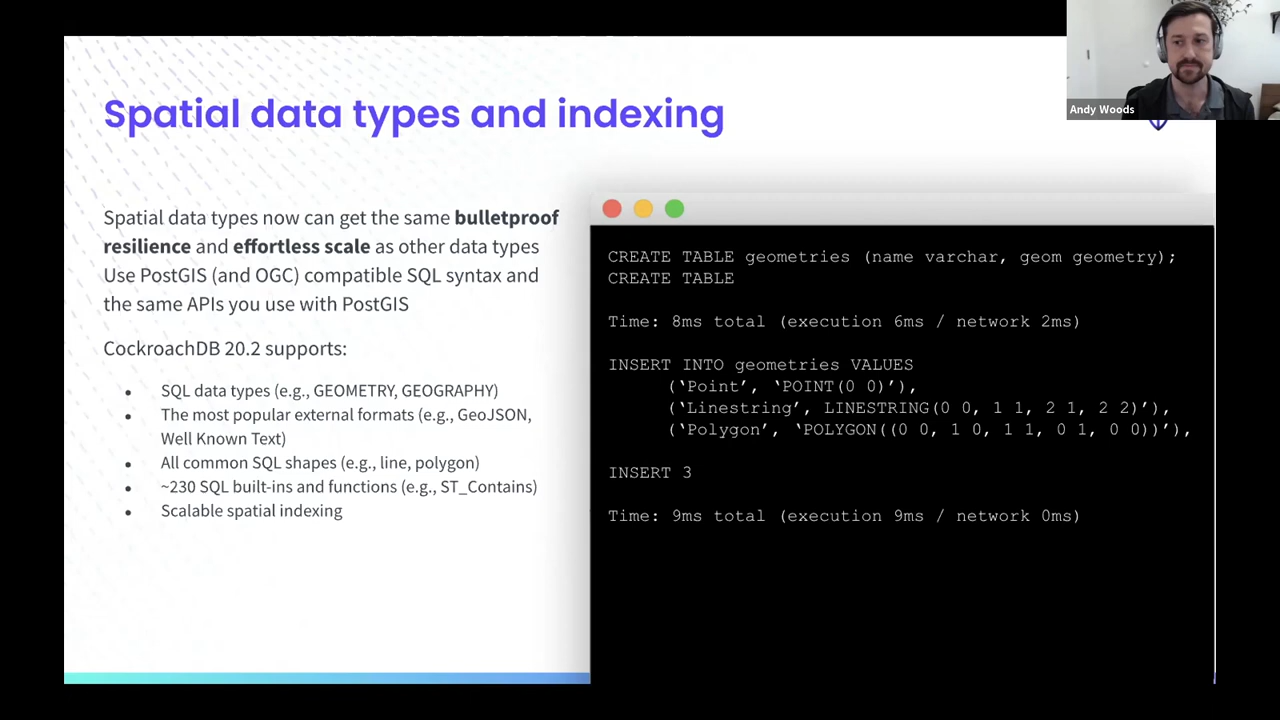 Andy Woods
Spatial data types and indexing
Spatial data types now can get the same bulletproof
resilience and effortless scale as other data types
Use PostGIS (and OGC) compatible SQL syntax and
the same APIs you use with PostGIS
CockroachDB 20.2 supports:
• SQL data types (e.g., GEOMETRY, GEOGRAPHY)
• The most popular external formats (e.g., GeoJSON,
Well Known Text)
• All common SQL shapes (e.g., line, polygon)
• ~230 SQL built-ins and functions (e.g., ST_Contains)
• Scalable spatial indexing
CREATE TABLE geometries (name varchar, geom geometry);
CREATE TABLE
Time: 8ms total (execution 6ms / network 2ms)
INSERT INTO geometries VALUES
(‘Point’, ‘POINT(0 0)’),
(‘Linestring’, LINESTRING(0 0, 1 1, 2 1, 2 2)’),
(‘Polygon’, ‘POLYGON((0 0, 1 0, 1 1, 0 1, 0 0))’),
INSERT 3
Time: 9ms total (execution 9ms / network 0ms)